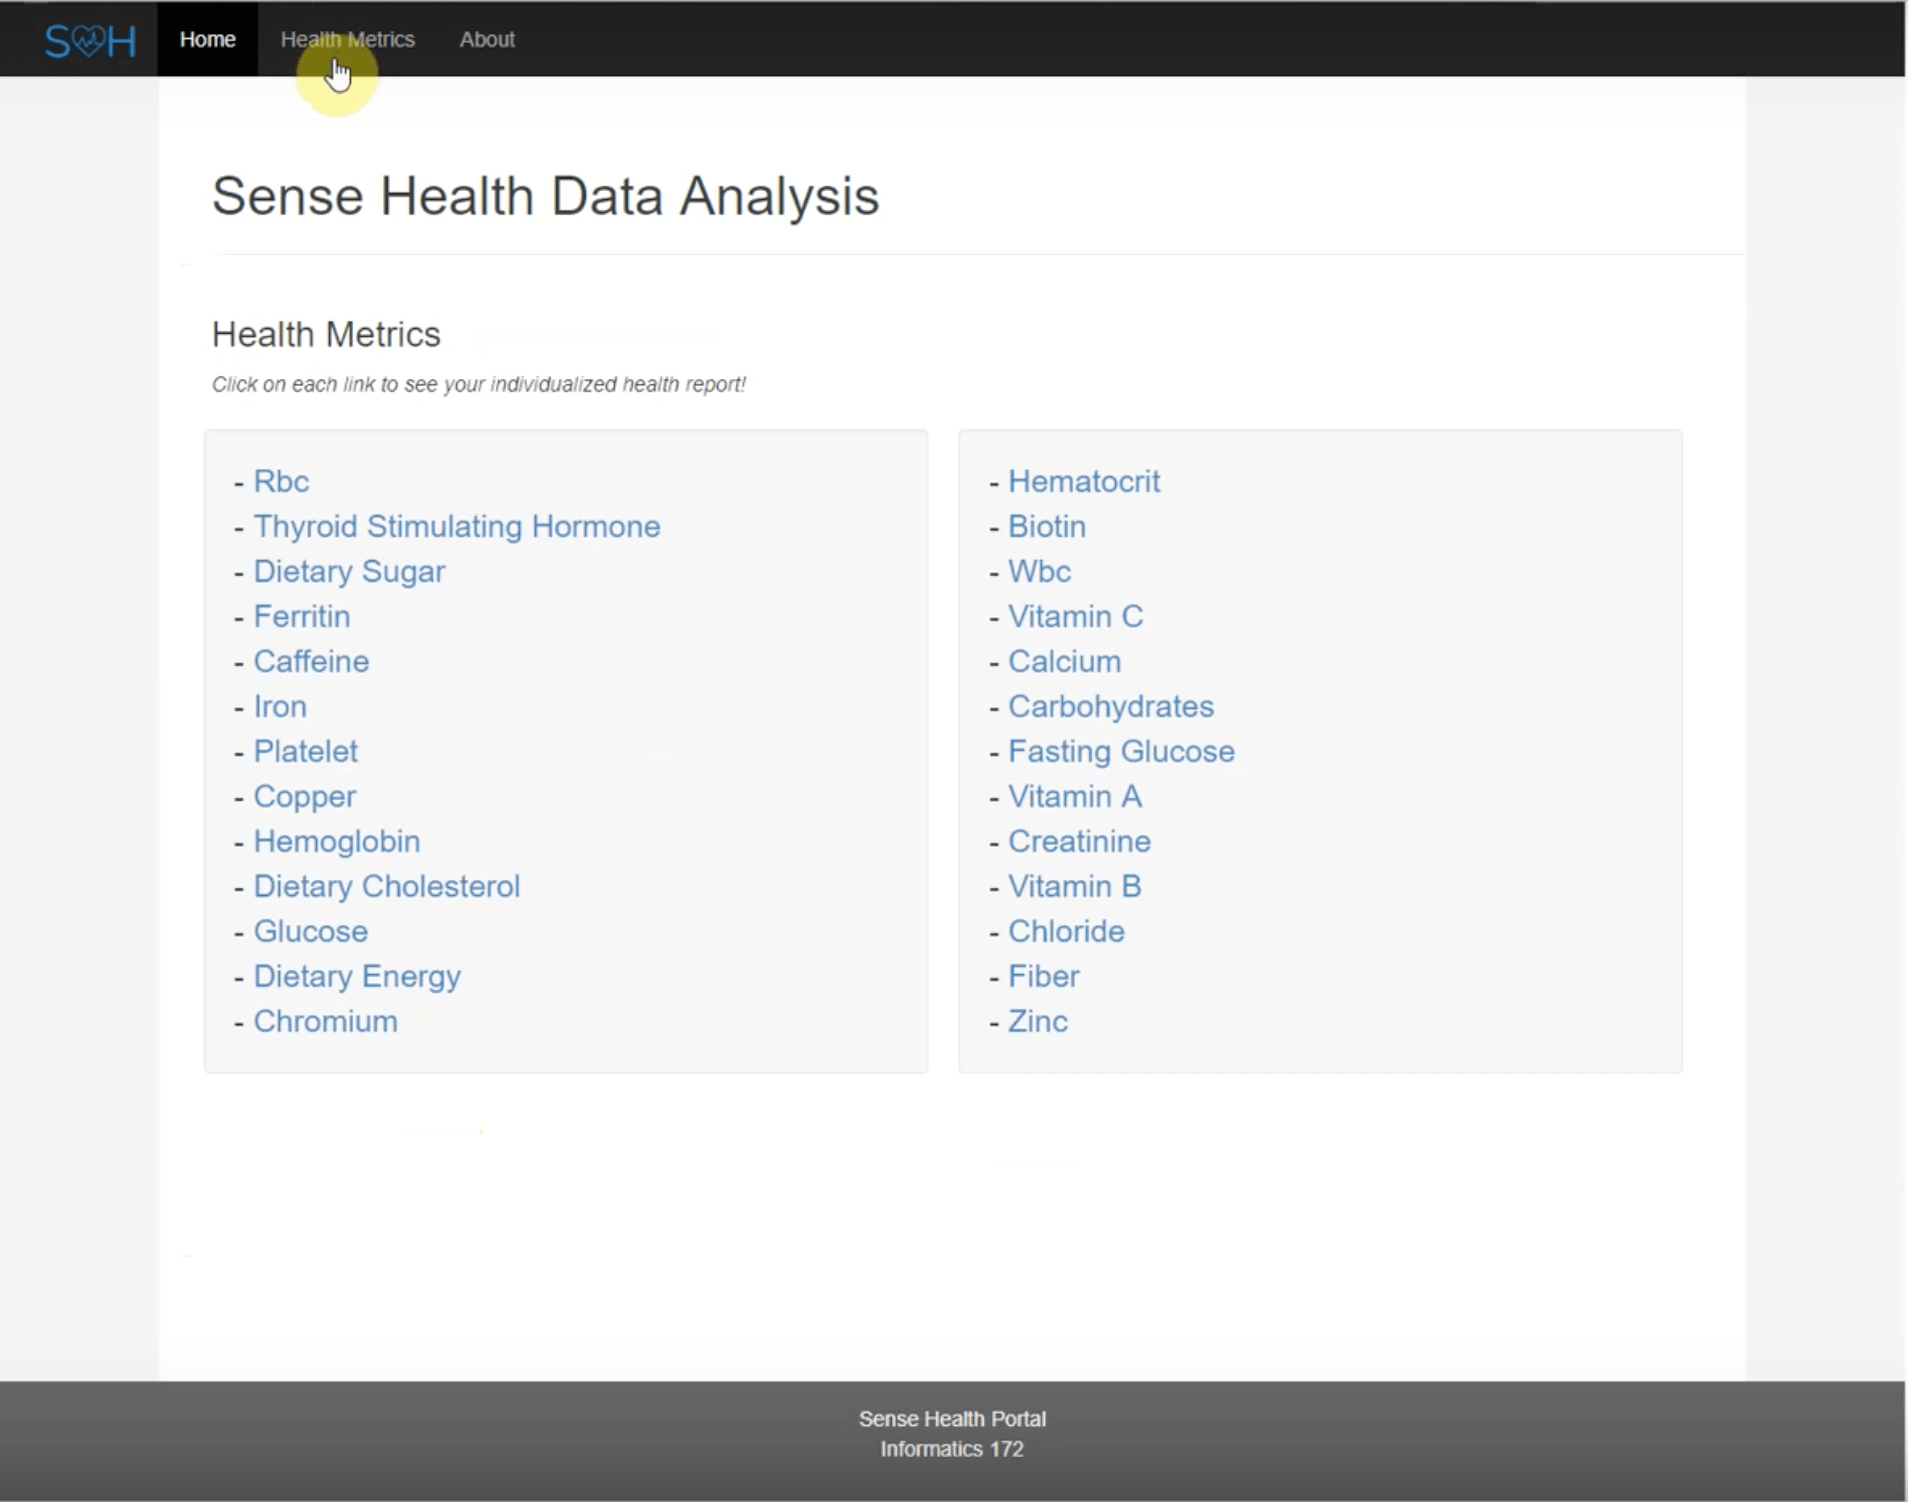 S H
Home Health Metrics About
Sense Health Data Analysis
Health Metrics
Click on each link to see your individualized health report!
- Rbc
- Thyroid Stimulating Hormone
- Dietary Sugar
- Ferritin
- Caffeine
- Iron
- Platelet
- Copper
- Hemoglobin
- Dietary Cholesterol
- Glucose
- Dietary Energy
- Chromium
- Hematocrit
- Biotin
- Wbc
- Vitamin C
- Calcium
- Carbohydrates
- Fasting Glucose
- Vitamin A
- Creatinine
- Vitamin B
- Chloride
- Fiber
- Zinc
Sense Health Portal
Informatics 172